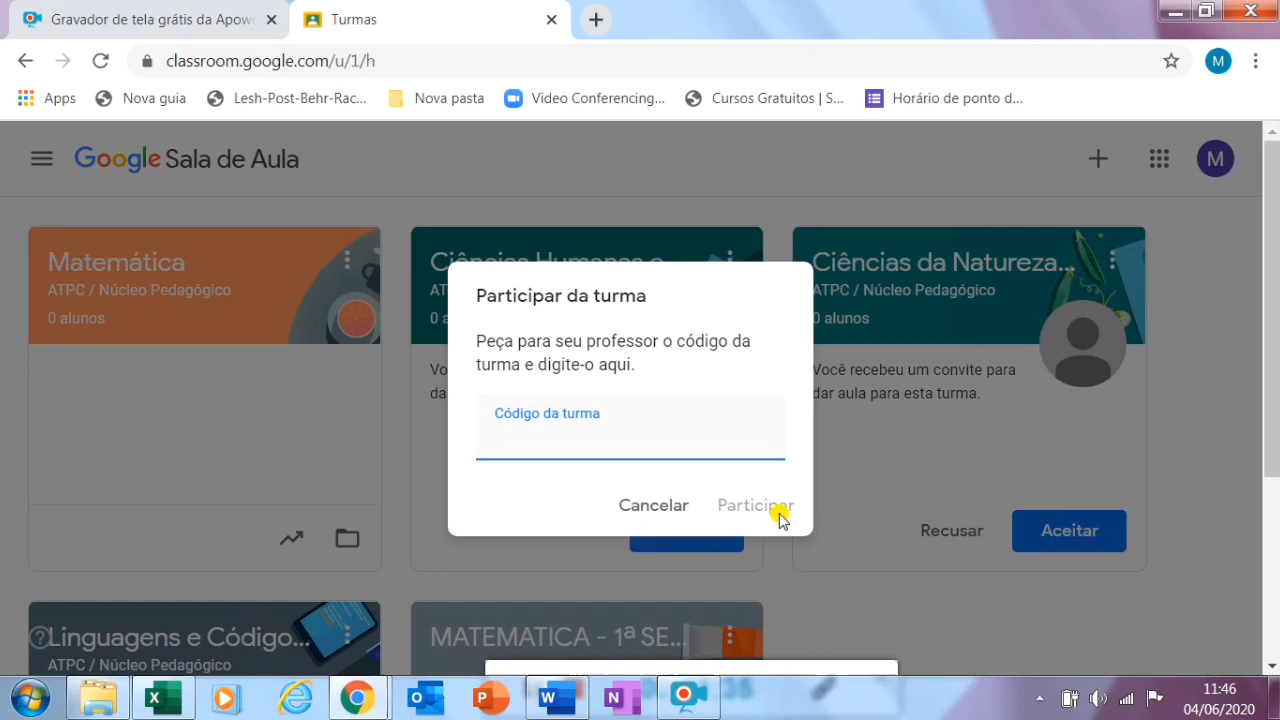 Gravador de tela grátis da Apowe
Turmas
classroom.google.com/u/1/h
M
Apps
Nova guia
Lesh-Post-Behr-Rac...
Nova pasta
Video Conferencing...
Cursos Gratuitos | S...
Horário de ponto d...
Google Sala de Aula
M
Matemática
ATPC / Núcleo Pedagógico
0 alunos
Ciências Humanas e
Ciências da Natureza...
ATPC / Núcleo Pedagógico
0 alunos
Você recebeu um convite para
dar aula para esta turma.
Recusar
Aceitar
Participar da turma
Peça para seu professor o código da
turma e digite-o aqui.
Código da turma
Cancelar
Participar
Linguagens e Código...
ATPC / Núcleo Pedagógico
MATEMATICA - 1ª SE...
11:46
04/06/2020